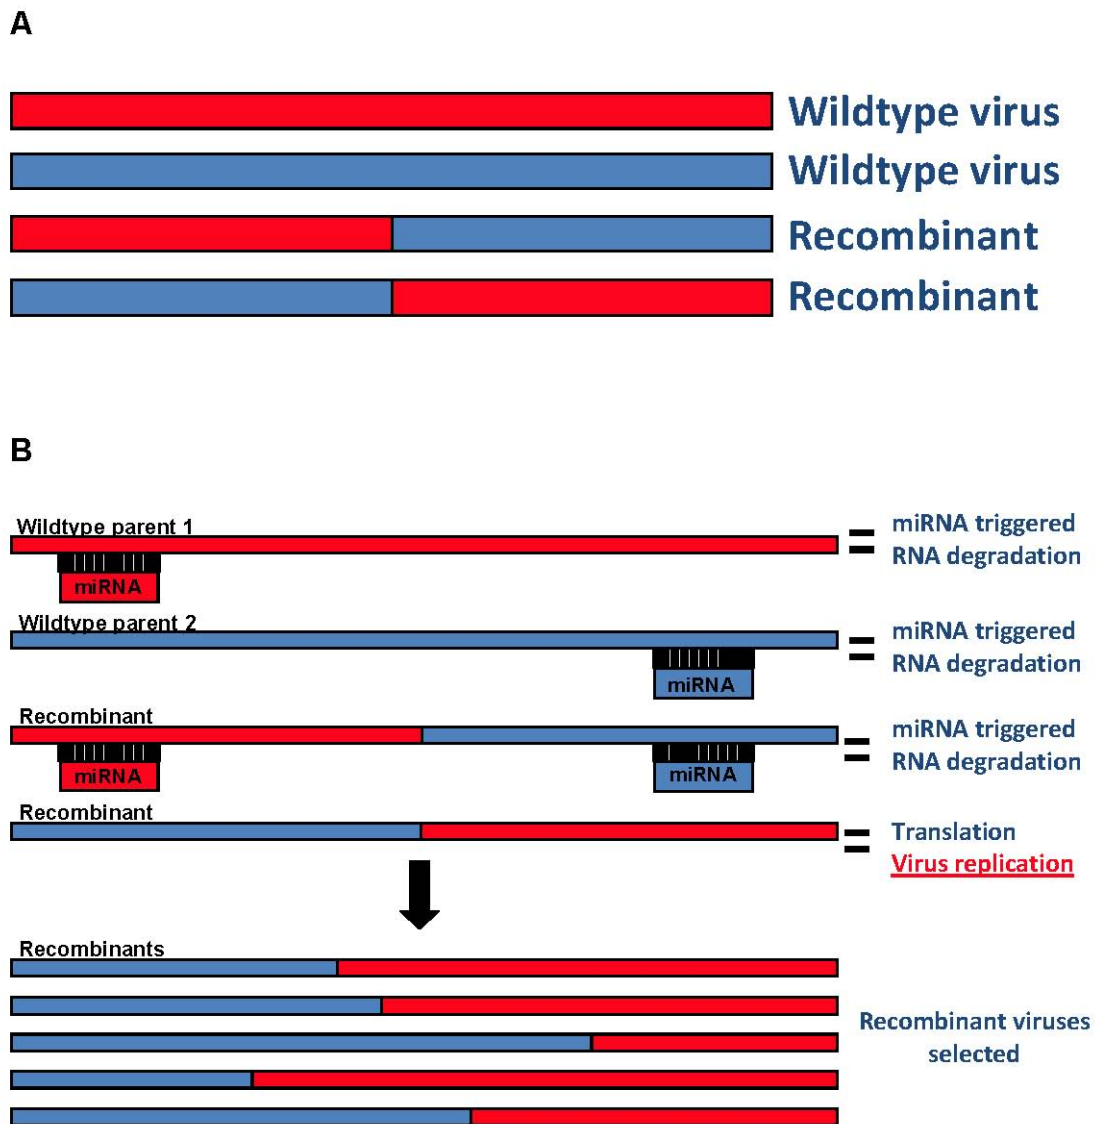 A
Wildtype virus
Wildtype virus
Recombinant
Recombinant
B
Wildtype parent 1
miRNA
miRNA triggered
RNA degradation
Wildtype parent 2
miRNA
miRNA triggered
RNA degradation
Recombinant
miRNA
miRNA
miRNA triggered
RNA degradation
Recombinant
Translation
Virus replication
Recombinants
Recombinant viruses
selected